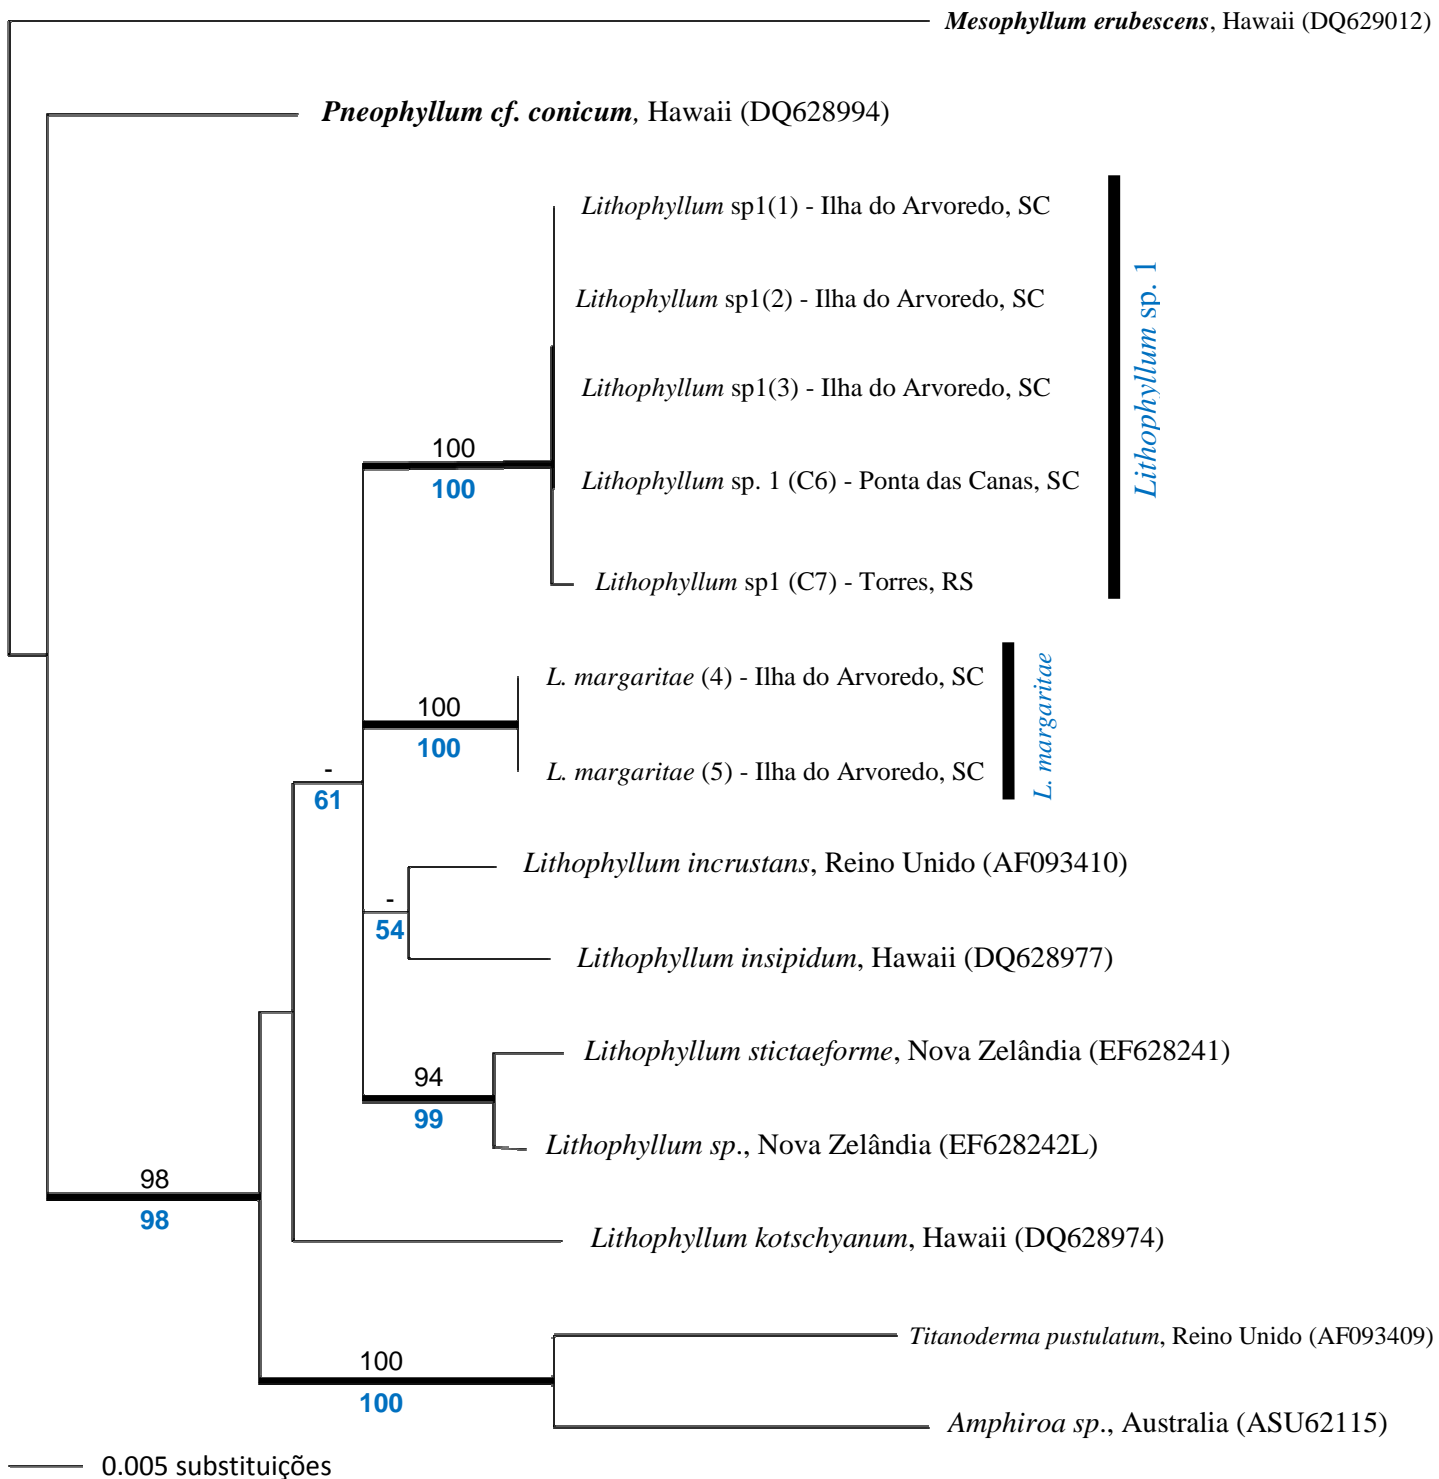 Mesophyllum erubescens, Hawaii (DQ629012)
Pneophyllum cf. conicum, Hawaii (DQ628994)
Lithophyllum sp1(1) - Ilha do Arvoredo, SC
Lithophyllum sp1(2) - Ilha do Arvoredo, SC
Lithophyllum sp1(3) - Ilha do Arvoredo, SC
Lithophyllum sp. 1
100
100
Lithophyllum sp. 1 (C6) - Ponta das Canas, SC
Lithophyllum sp1 (C7) - Torres, RS
L. margaritae (4) - Ilha do Arvoredo, SC
100
100
L. margaritae
L. margaritae (5) - Ilha do Arvoredo, SC
-
61
Lithophyllum incrustans, Reino Unido (AF093410)
-
54
Lithophyllum insipidum, Hawaii (DQ628977)
Lithophyllum stictaeforme, Nova Zelândia (EF628241)
94
99
Lithophyllum sp., Nova Zelândia (EF628242L)
98
98
Lithophyllum kotschyanum, Hawaii (DQ628974)
Titanoderma pustulatum, Reino Unido (AF093409)
100
100
Amphiroa sp., Australia (ASU62115)
0.005 substituições